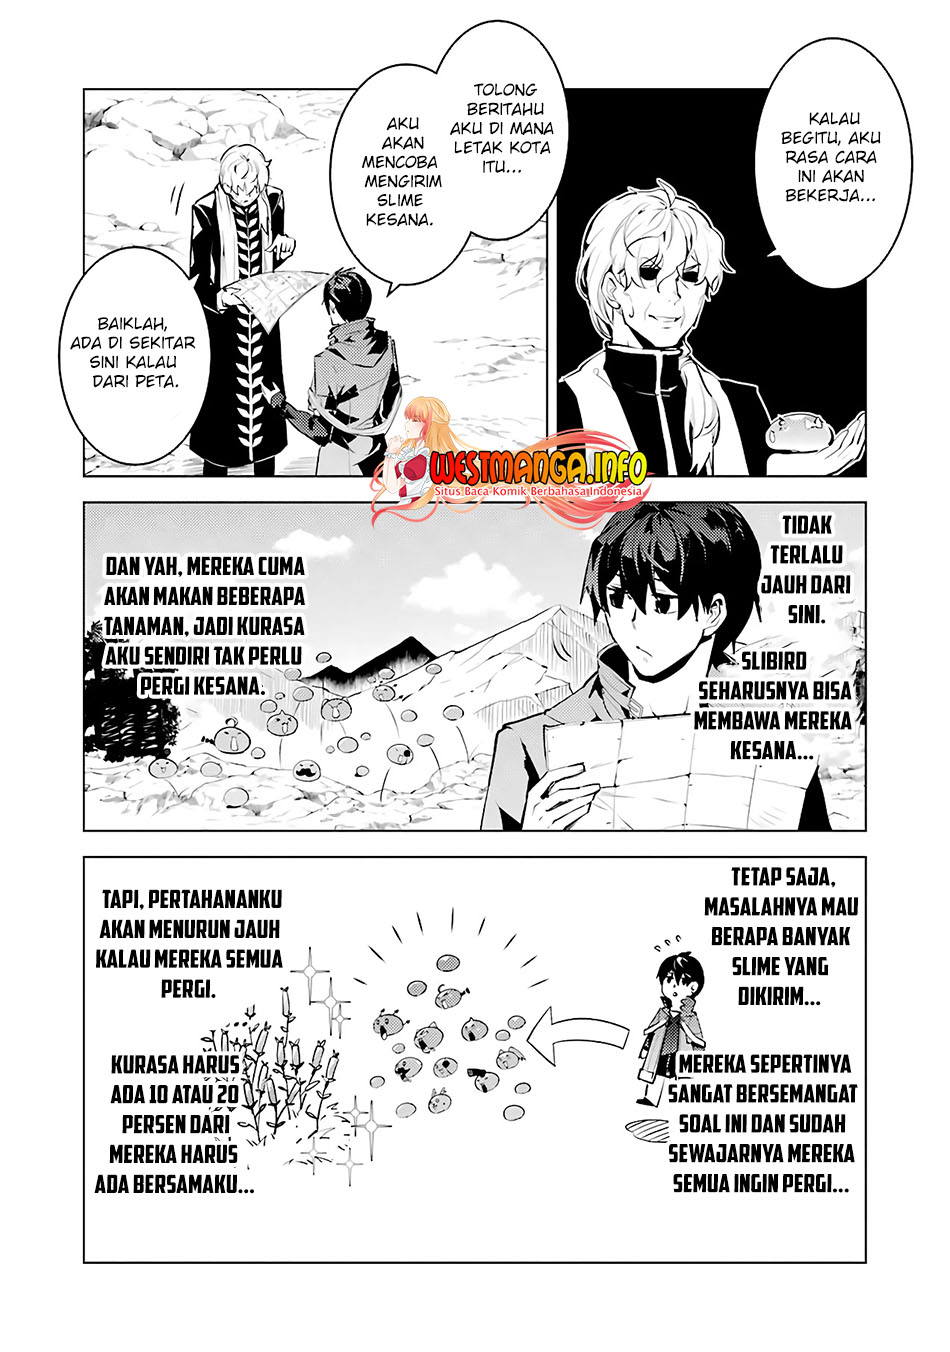 KALAU
BEGITU, AKU
RASA CARA
INI AKAN
BEKERJA...
TOLONG
BERITAHU
AKU DI MANA
LETAK KOTA
ITU...
AKU
AKAN
MENCOBA
MENGIRIM
SLIME
KESANA.
BAIKLAH,
ADA DI SEKITAR
SINI KALAU
DARI PETA.
WESTMANGA.INFO
Situs Baca Komik Berbahasa Indonesia
TIDAK
TERLALU
JAUH DARI
SINI.
SLIBIRD
SEHARUSNYA BISA
MEMBAWA MEREKA
KESANA...
DAN YAH, MEREKA CUMA
AKAN MAKAN BEBERAPA
TANAMAN, JADI KURASA
AKU SENDIRI TAK PERLU
PERGI KESANA.
TETAP SAJA,
MASALAHNYA MAU
BERAPA BANYAK
SLIME YANG
DIKIRIM...
MEREKA SEPERTINYA
SANGAT BERSEMANGAT
SOAL INI DAN SUDAH
SEWAJARNYA MEREKA
SEMUA INGIN PERGI...
TAPI, PERTAHANANKU
AKAN MENURUN JAUH
KALAU MEREKA SEMUA
PERGI.
KURASA HARUS
ADA 10 ATAU 20
PERSEN DARI
MEREKA HARUS
ADA BERSAMAKU...